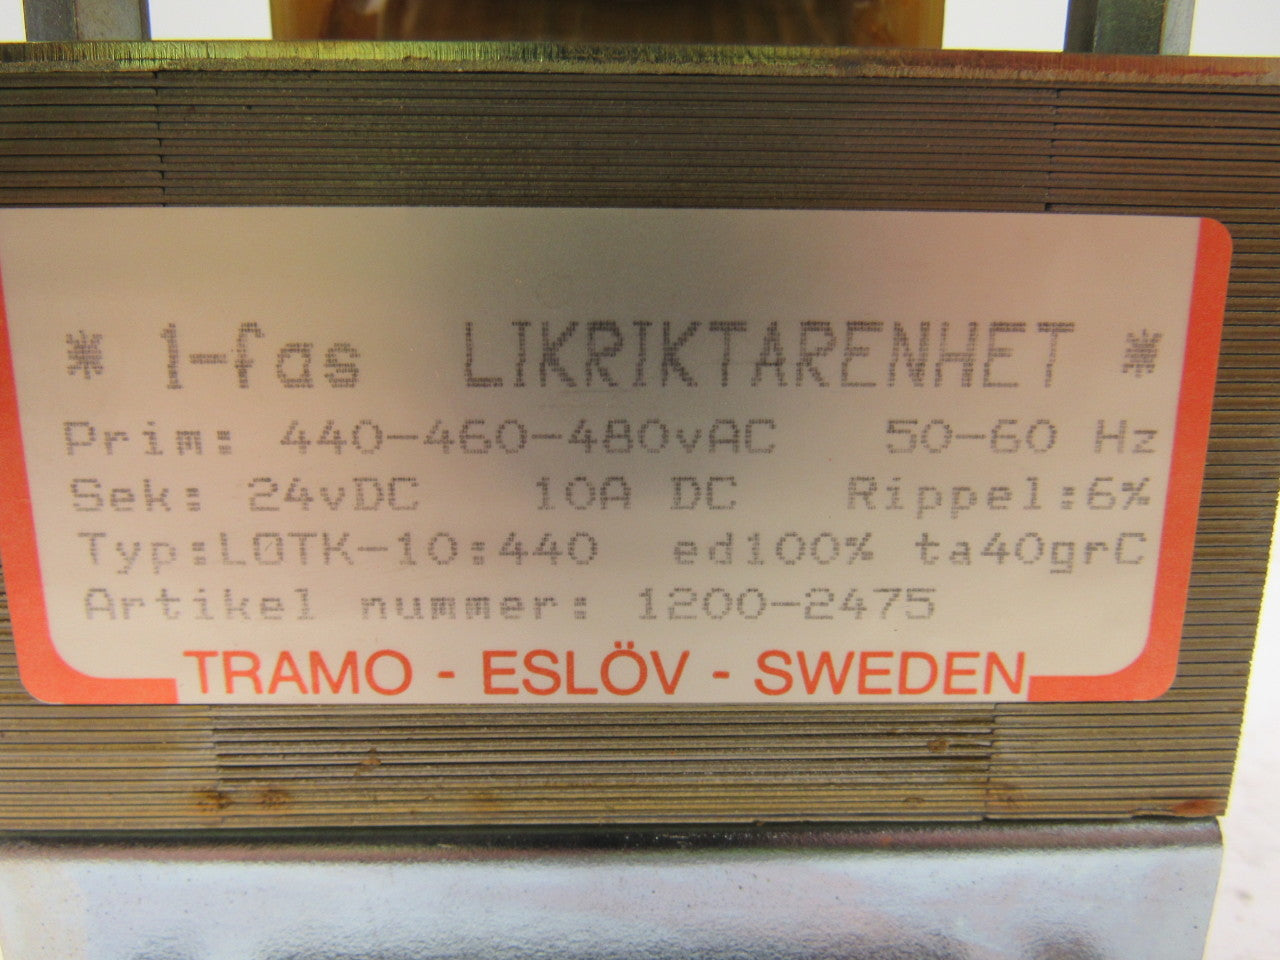 * 1-fas LIKRIKTARENHET *
Prim: 440-460-480vAC 50-60 Hz
Sek: 24vDC 10A DC Rippel:6%
Typ:LØTK-10:440 ed100% ta40grC
Artikel nummer: 1200-2475
TRAMO - ESLÖV - SWEDEN